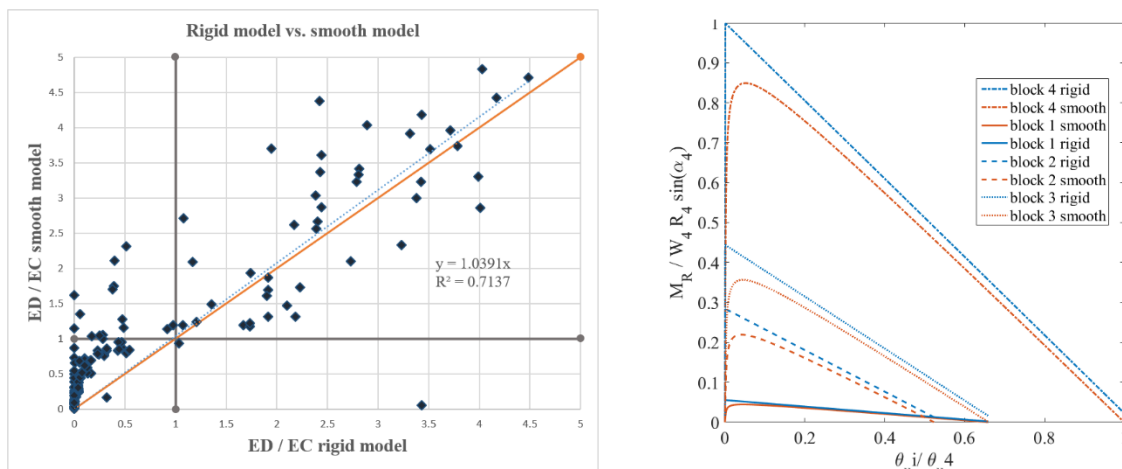 Rigid model vs. smooth model
ED / EC smooth model
5
4.5
4
3.5
3
2.5
2
1.5
1
0.5
0
y = 1.0391x
R² = 0.7137
0 0.5 1 1.5 2 2.5 3 3.5 4 4.5 5
ED / EC rigid model
M_R / W_4 R_4 sin(α_4)
1
0.9
0.8
0.7
0.6
0.5
0.4
0.3
0.2
0.1
0
block 4 rigid
block 4 smooth
block 1 smooth
block 1 rigid
block 2 rigid
block 2 smooth
block 3 rigid
block 3 smooth
0 0.2 0.4 0.6 0.8